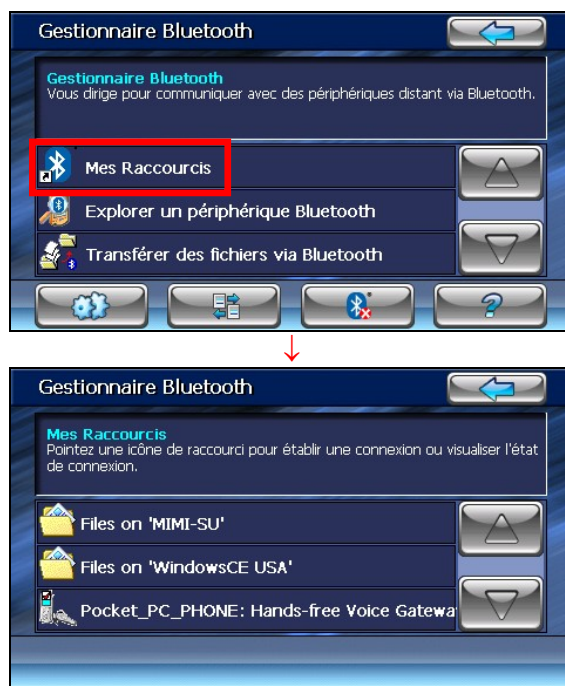 Gestionnaire Bluetooth
Gestionnaire Bluetooth
Vous dirige pour communiquer avec des périphériques distant via Bluetooth.
Mes Raccourcis
Explorer un périphérique Bluetooth
Transférer des fichiers via Bluetooth
?
↓
Gestionnaire Bluetooth
Mes Raccourcis
Pointez une icône de raccourci pour établir une connexion ou visualiser l'état
de connexion.
Files on 'MIMI-SU'
Files on 'WindowsCE USA'
Pocket_PC_PHONE: Hands-free Voice Gatewa